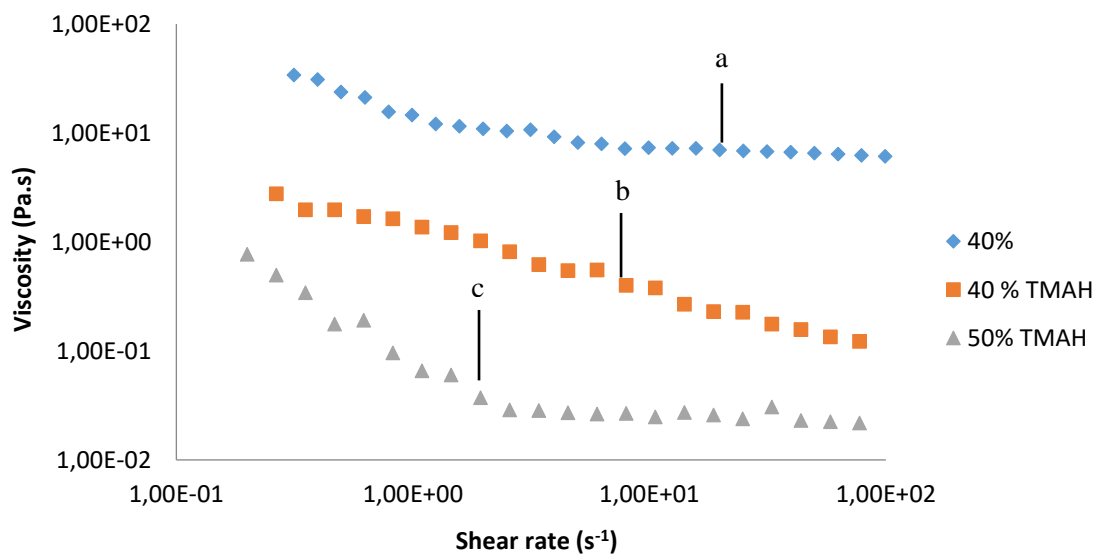 1,00E+02
1,00E+01
1,00E+00
1,00E-01
1,00E-02
Viscosity (Pa.s)
a
b
c
40%
40 % TMAH
50% TMAH
1,00E-01
1,00E+00
1,00E+01
1,00E+02
Shear rate (s⁻¹)